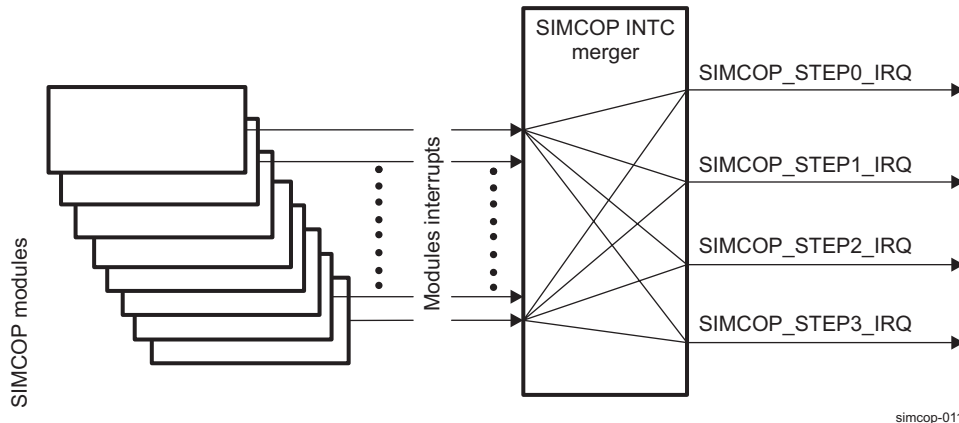 SIMCOP INTC
merger
SIMCOP_STEP0_IRQ
SIMCOP_STEP1_IRQ
SIMCOP_STEP2_IRQ
SIMCOP_STEP3_IRQ
Modules interrupts
SIMCOP modules
simcop-011